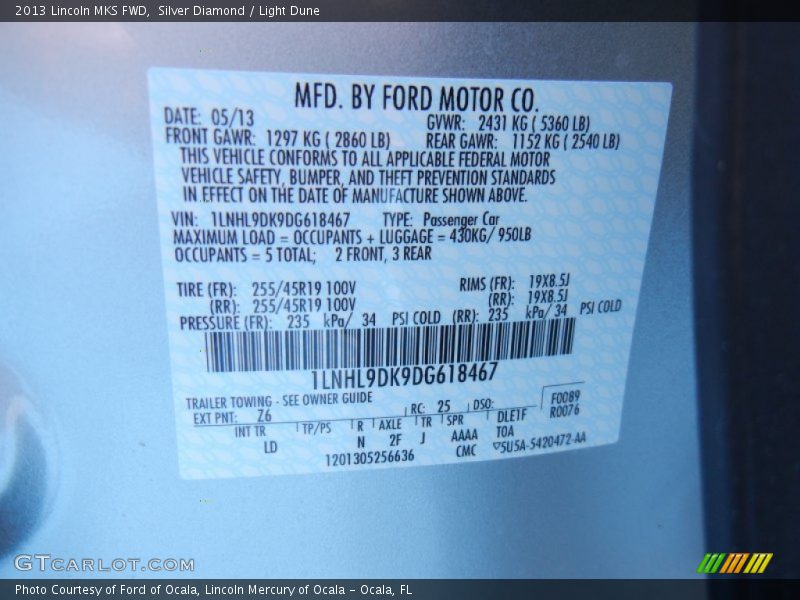 2013 Lincoln MKS FWD, Silver Diamond / Light Dune
MFD. BY FORD MOTOR CO.
DATE: 05/13 GVWR: 2431 KG ( 5360 LB)
FRONT GAWR: 1297 KG ( 2860 LB) REAR GAWR: 1152 KG ( 2540 LB)
THIS VEHICLE CONFORMS TO ALL APPLICABLE FEDERAL MOTOR
VEHICLE SAFETY, BUMPER, AND THEFT PREVENTION STANDARDS
IN EFFECT ON THE DATE OF MANUFACTURE SHOWN ABOVE.
VIN: 1LNHL9DK9DG618467 TYPE: Passenger Car
MAXIMUM LOAD = OCCUPANTS + LUGGAGE = 430KG/ 950LB
OCCUPANTS = 5 TOTAL; 2 FRONT, 3 REAR
TIRE (FR): 255/45R19 100V RIMS (FR): 19X8.5J
(RR): 255/45R19 100V (RR): 19X8.5J
PRESSURE (FR): 235 kPa/ 34 PSI COLD (RR): 235 kPa/ 34 PSI COLD
1LNHL9DK9DG618467
TRAILER TOWING - SEE OWNER GUIDE
EXT PNT: Z6 RC: 25 DSO: F0089
R0076
INT TR TP/PS R AXLE TR SPR DLETF
LD N 2F J AAAA TOA
1201305256636 CMC 5U5A-5420472-AA
GTCARLOT.COM
Photo Courtesy of Ford of Ocala, Lincoln Mercury of Ocala – Ocala, FL